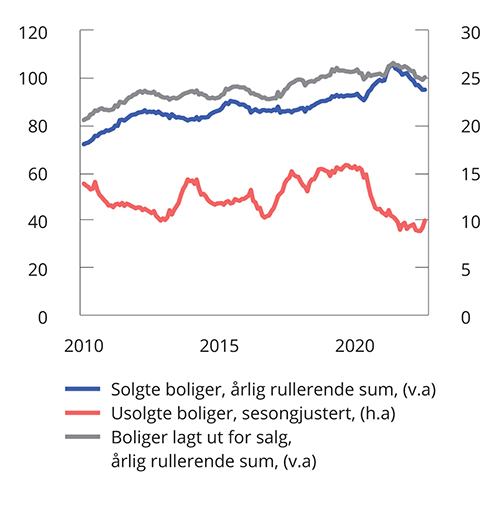 120 30
100 25
80 20
60 15
40 10
20 5
0 0
2010 2015 2020
Solgte boliger, årlig rullerende sum, (v.a)
Usolgte boliger, sesongjustert, (h.a)
Boliger lagt ut for salg,
årlig rullerende sum, (v.a)